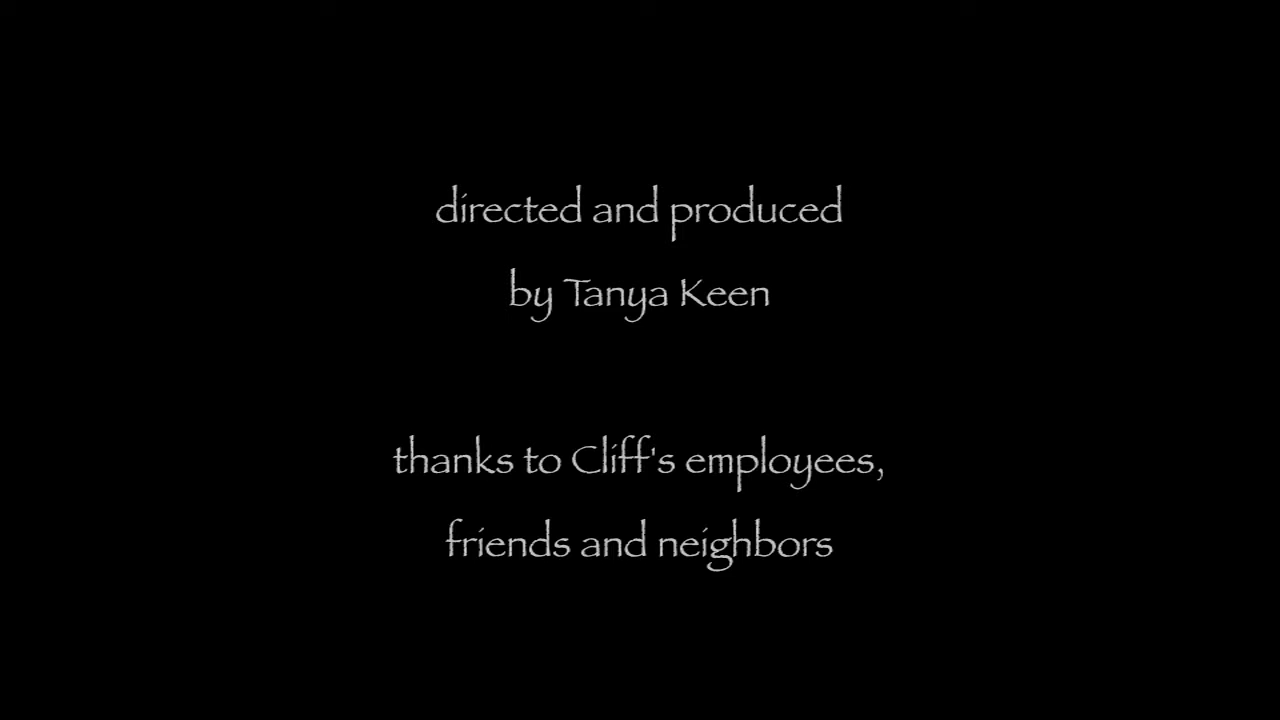 directed and produced
by Tanya Keen
thanks to Cliff's employees,
friends and neighbors